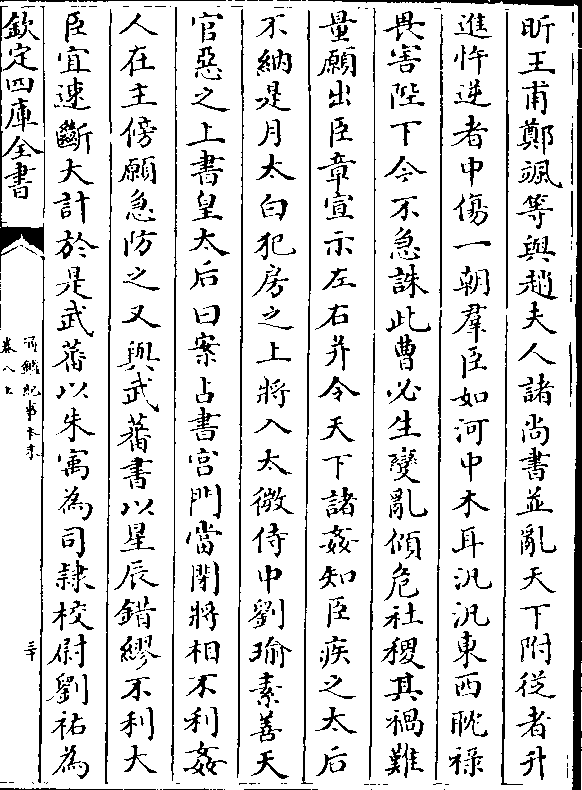 昕王甫鄭颯等與趙夫人諸尚書並亂天下附從者升
進忤逆者中傷一朝羣臣如河中木耳汎汎東西耽禄
畏害陛下今不急誅此曹必生變亂傾危社稷其禍難
量願出臣章宣示左右并令天下諸姦知臣疾之太后
不納是月太白犯房之上將入太微侍中劉瑜素善天
官惡之上書皇太后曰案占書宫門當閉將相不利姦
人在主傍願急防之又與武蕃書以星辰錯繆不利大
臣宜速斷大計於是武蕃以朱㝢為司隷校尉劉祐為
欽定四庫全書
通鑑紀事本末
卷八上
二十